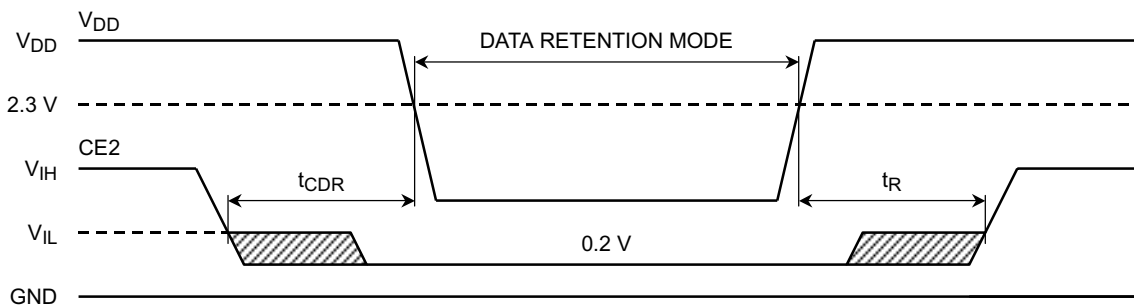 VDD
VDD
DATA RETENTION MODE
2.3 V
CE2
VIH
tCDR
tR
VIL
0.2 V
GND